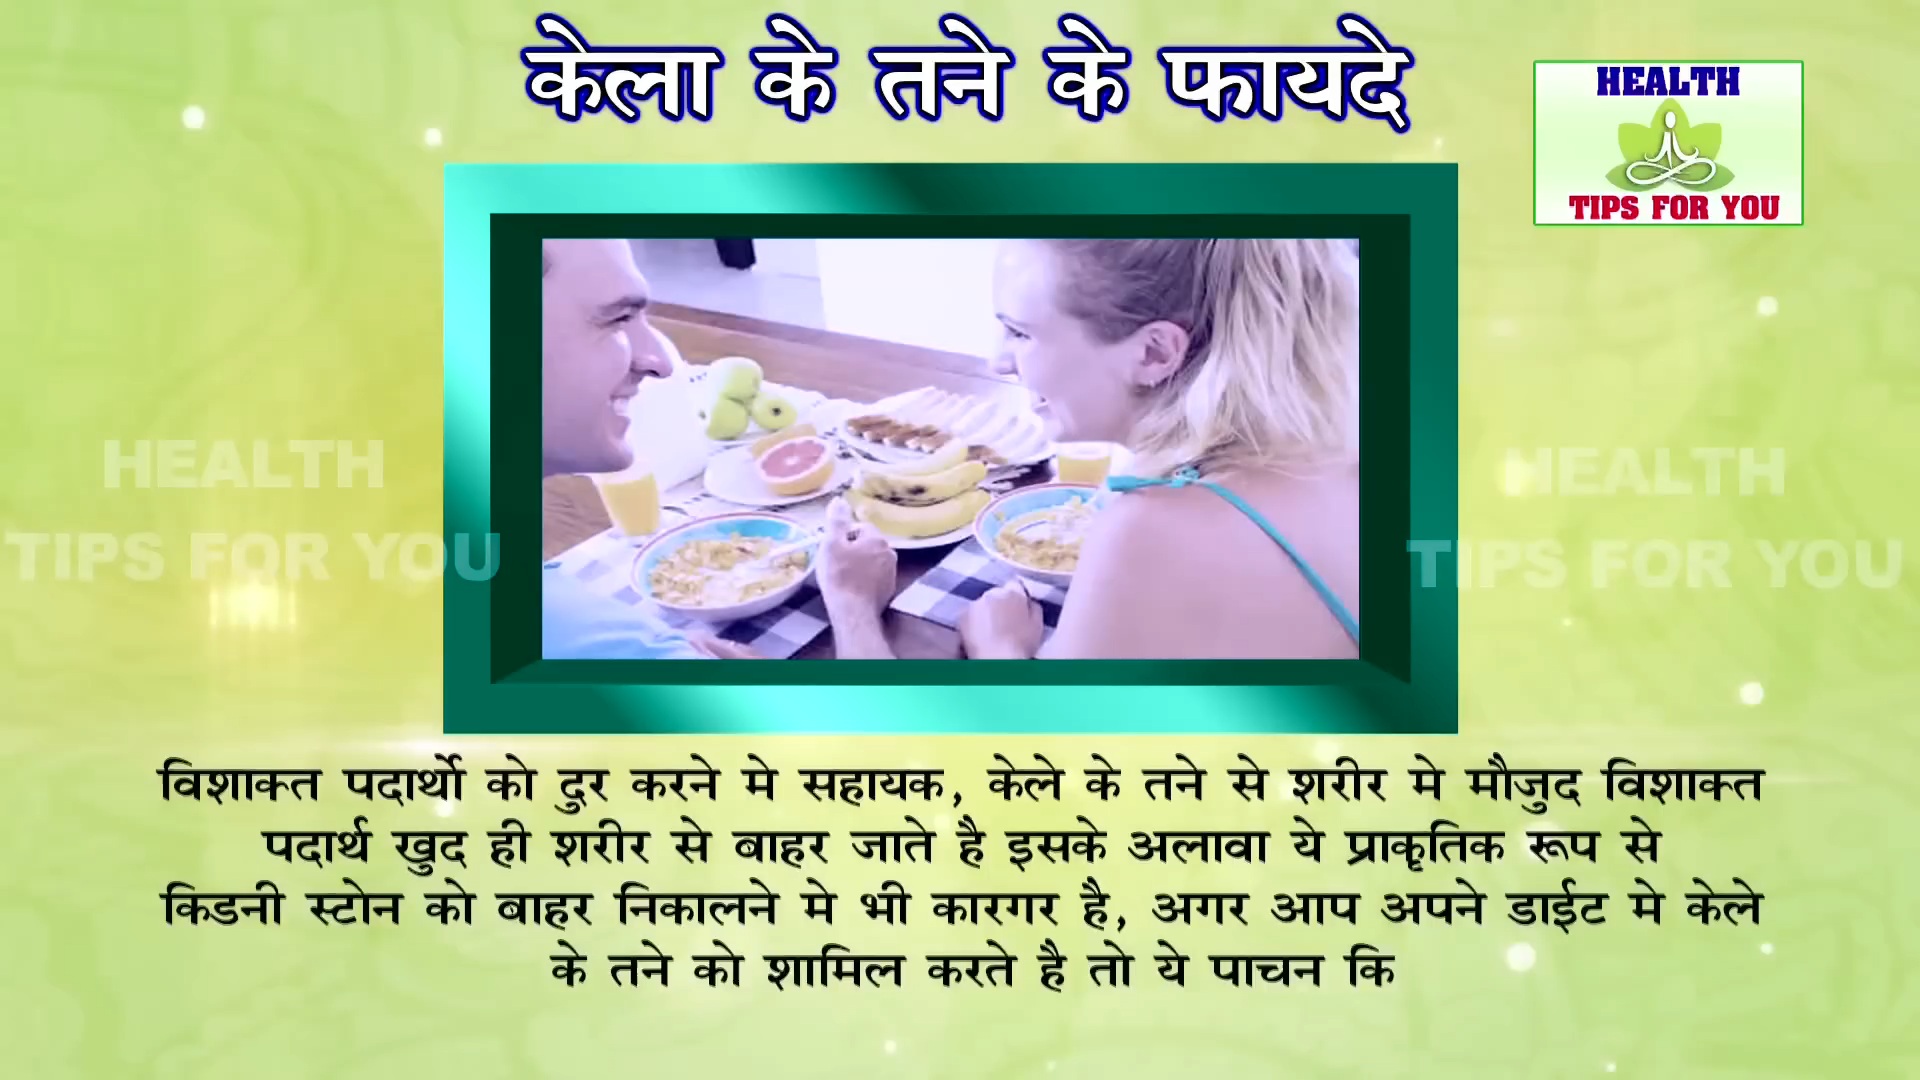 केला के तने के फायदे
HEALTH
TIPS FOR YOU
HEALTH
TIPS FOR YOU
HEALTH
TIPS FOR YOU
विशाक्त पदार्थो को दुर करने मे सहायक, केले के तने से शरीर मे मौजुद विशाक्त
पदार्थ खुद ही शरीर से बाहर जाते है इसके अलावा ये प्राकृतिक रूप से
किडनी स्टोन को बाहर निकालने मे भी कारगर है, अगर आप अपने डाईट मे केले
के तने को शामिल करते है तो ये पाचन कि